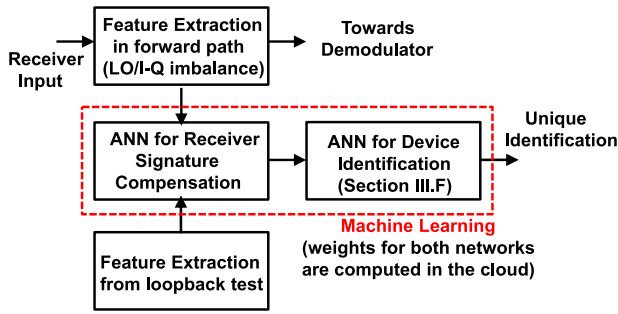 Receiver
Input
Feature Extraction
in forward path
(LO/I-Q imbalance)
Towards
Demodulator
ANN for Receiver
Signature
Compensation
ANN for Device
Identification
(Section III.F)
Unique
Identification
Machine Learning
(weights for both networks
are computed in the cloud)
Feature Extraction
from loopback test